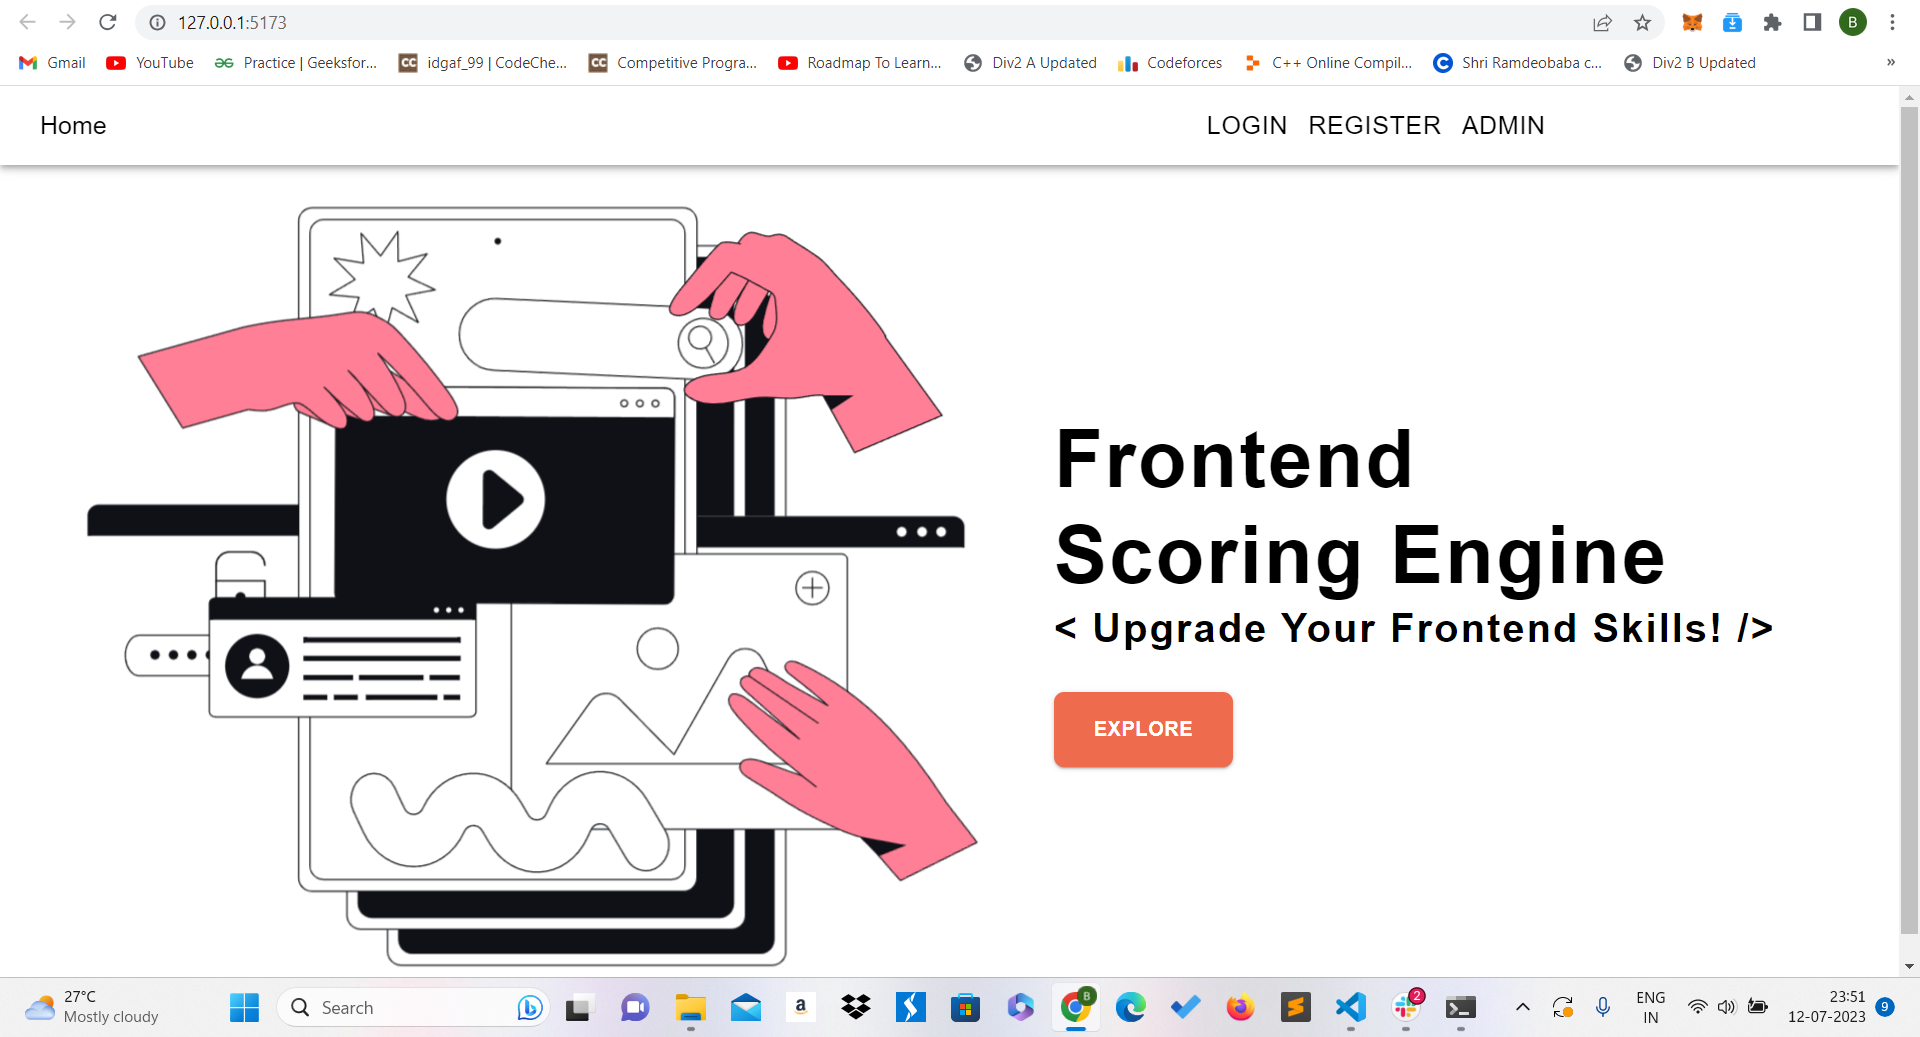 127.0.0.1:5173
B
Gmail YouTube Practice | Geeksfor... idgaf_99 | CodeChe... Competitive Progra... Roadmap To Learn... Div2 A Updated Codeforces C++ Online Compil... Shri Ramdeobaba c... Div2 B Updated »
Home LOGIN REGISTER ADMIN
Frontend
Scoring Engine
< Upgrade Your Frontend Skills! />
EXPLORE
27°C
Mostly cloudy
Search
ENG
IN
23:51
12-07-2023
9
2